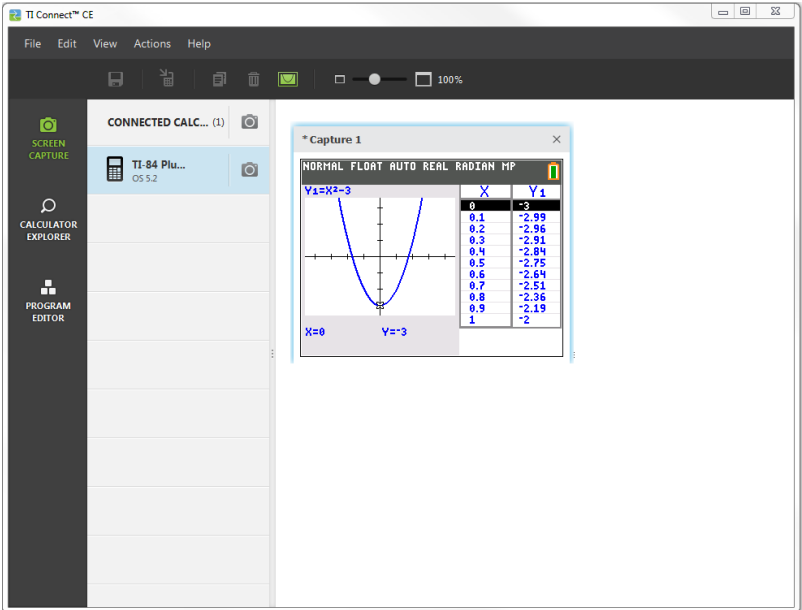 TI Connect™ CE
File Edit View Actions Help
100%
SCREEN
CAPTURE
CALCULATOR
EXPLORER
PROGRAM
EDITOR
CONNECTED CALC... (1)
TI-84 Plu...
OS 5.2
*Capture 1
NORMAL FLOAT AUTO REAL RADIAN MP
Y₁=X²-3
X=0 Y=-3
X Y₁
0 -3
0.1 -2.99
0.2 -2.96
0.3 -2.91
0.4 -2.84
0.5 -2.75
0.6 -2.64
0.7 -2.51
0.8 -2.36
0.9 -2.19
1 -2